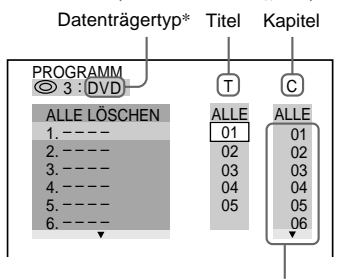 Datenträgertyp* Titel Kapitel
PROGRAMM
3 : DVD T C
ALLE LÖSCHEN ALLE ALLE
1. – – – – 01 01
2. – – – – 02 02
3. – – – – 03 03
4. – – – – 04 04
5. – – – – 05 05
6. – – – – 06